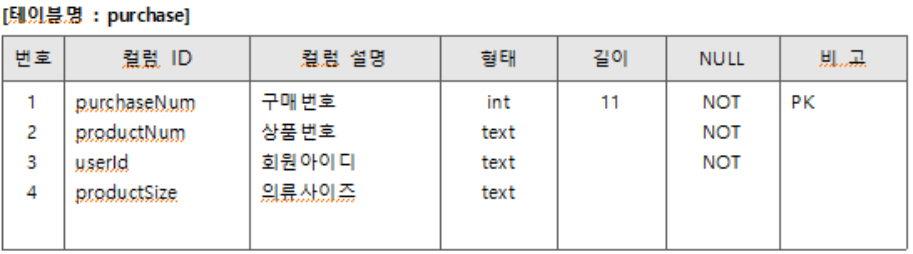 [테이블명 : purchase]
번호 컬럼 ID 컬럼 설명 형태 길이 NULL 비 고
1 purchaseNum 구매번호 int 11 NOT PK
2 productNum 상품번호 text NOT
3 userId 회원아이디 text NOT
4 productSize 의류사이즈 text